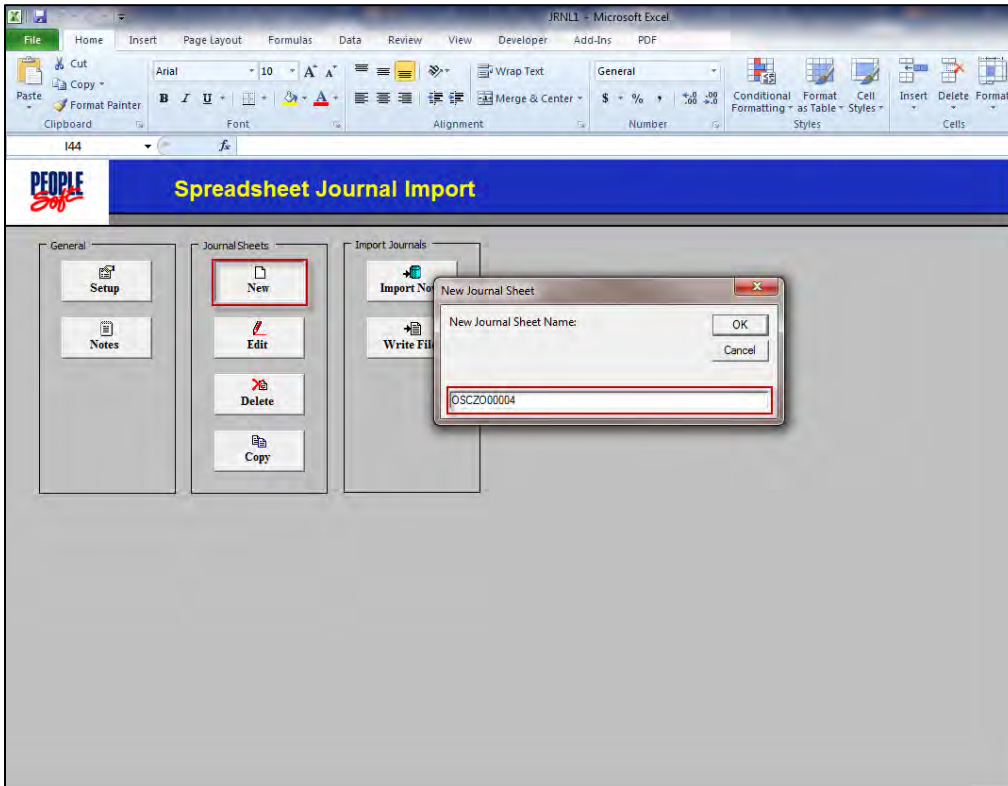 JRNL1 - Microsoft Excel
File Home Insert Page Layout Formulas Data Review View Developer Add-Ins PDF
Paste
Cut
Copy
Format Painter
Clipboard
Arial 10 A A
B I U A
Font
Wrap Text
Merge & Center
Alignment
General
$ % , .0 .00 .00 .0
Number
Conditional Formatting
Format as Table
Cell Styles
Styles
Insert Delete Format
Cells
I44 fx
PEOPLE
Soft
Spreadsheet Journal Import
General
Setup
Notes
Journal Sheets
New
Edit
Delete
Copy
Import Journals
Import No
Write Fil
New Journal Sheet
New Journal Sheet Name:
OK
Cancel
OSCZO00004